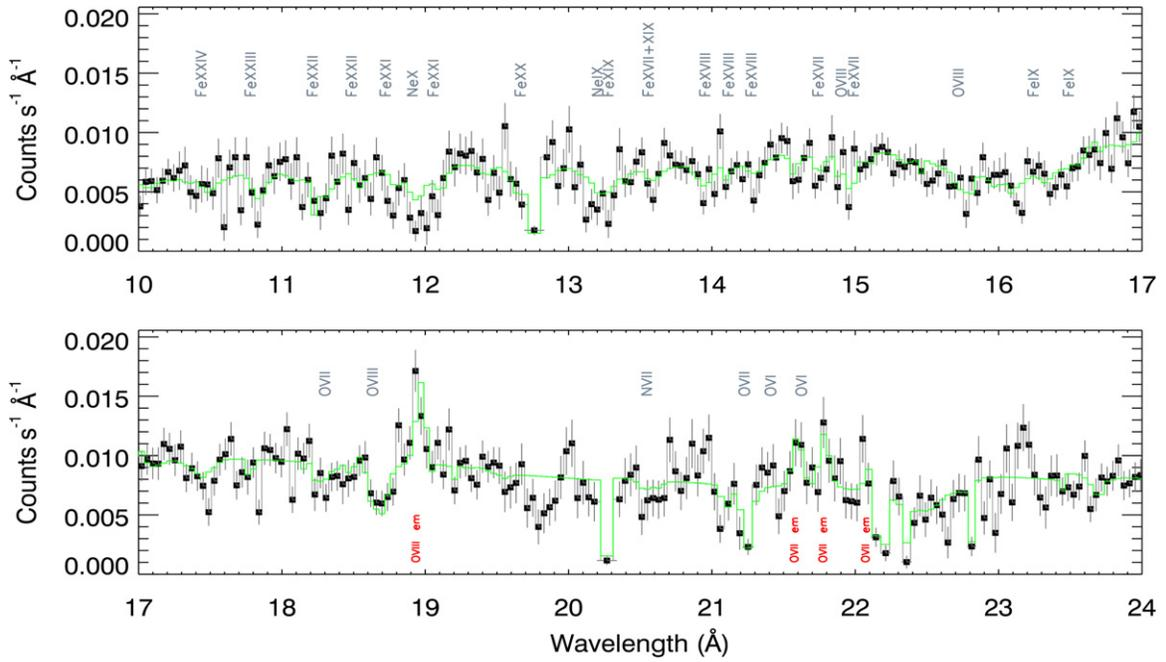 0.020
0.015
0.010
0.005
0.000
Counts s⁻¹ Å⁻¹
FeXXIV
FeXXIII
FeXXII
FeXXII
FeXXI
NeX
FeXXI
FeXX
NeIX
FeXIX
FeXVII+XIX
FeXVIII
FeXVIII
FeXVIII
FeXVII
OVIII
FeXVII
OVIII
FeIX
FeIX
10 11 12 13 14 15 16 17
0.020
0.015
0.010
0.005
0.000
Counts s⁻¹ Å⁻¹
OVII
OVIII
NVII
OVII
OVI
OVI
OVIII em
OVII em
OVII em
OVII em
17 18 19 20 21 22 23 24
Wavelength (Å)